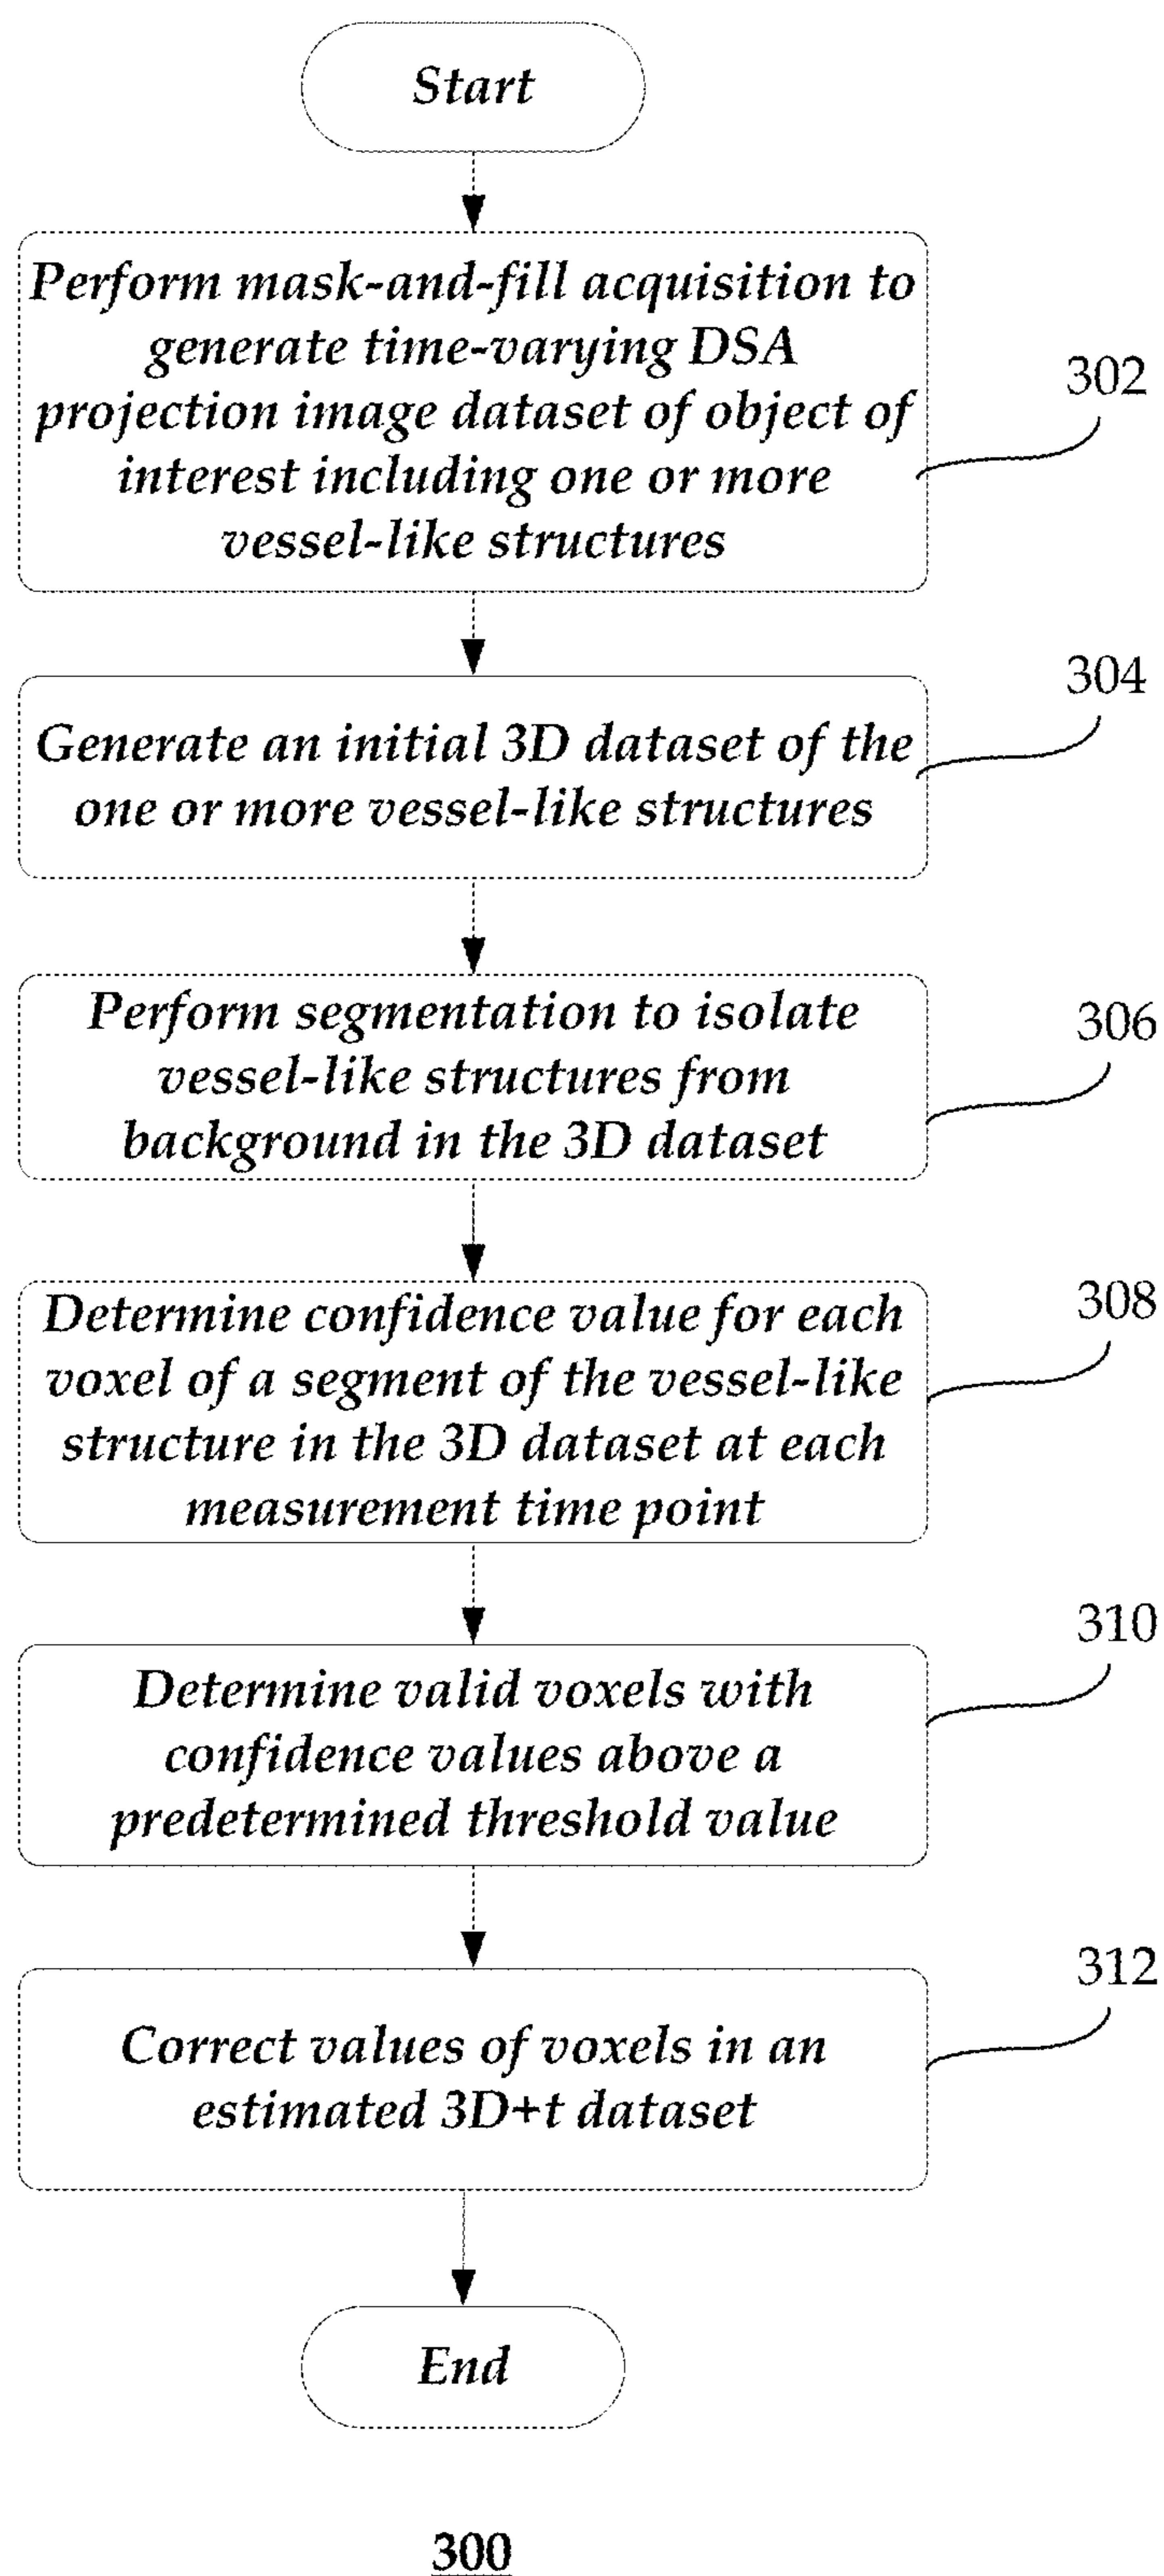 Start
Perform mask-and-fill acquisition to
generate time-varying DSA
projection image dataset of object of
interest including one or more
vessel-like structures
302
Generate an initial 3D dataset of the
one or more vessel-like structures
304
Perform segmentation to isolate
vessel-like structures from
background in the 3D dataset
306
Determine confidence value for each
voxel of a segment of the vessel-like
structure in the 3D dataset at each
measurement time point
308
Determine valid voxels with
confidence values above a
predetermined threshold value
310
Correct values of voxels in an
estimated 3D+t dataset
312
End
300